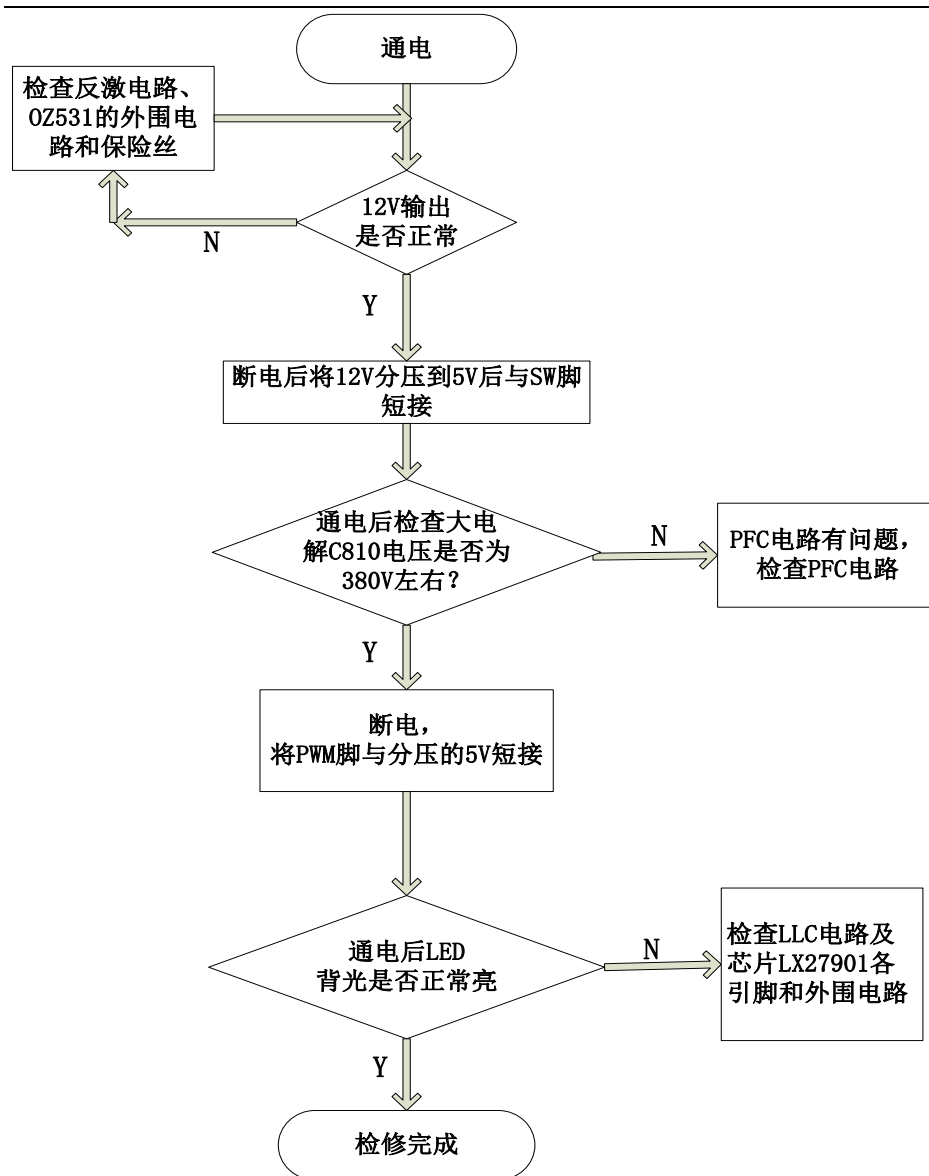 通电
检查反激电路、
OZ531的外围电
路和保险丝
12V输出
是否正常
N
Y
断电后将12V分压到5V后与SW脚
短接
通电后检查大电
解C810电压是否为
380V左右？
N
PFC电路有问题，
检查PFC电路
Y
断电，
将PWM脚与分压的5V短接
通电后LED
背光是否正常亮
N
检查LLC电路及
芯片LX27901各
引脚和外围电路
Y
检修完成